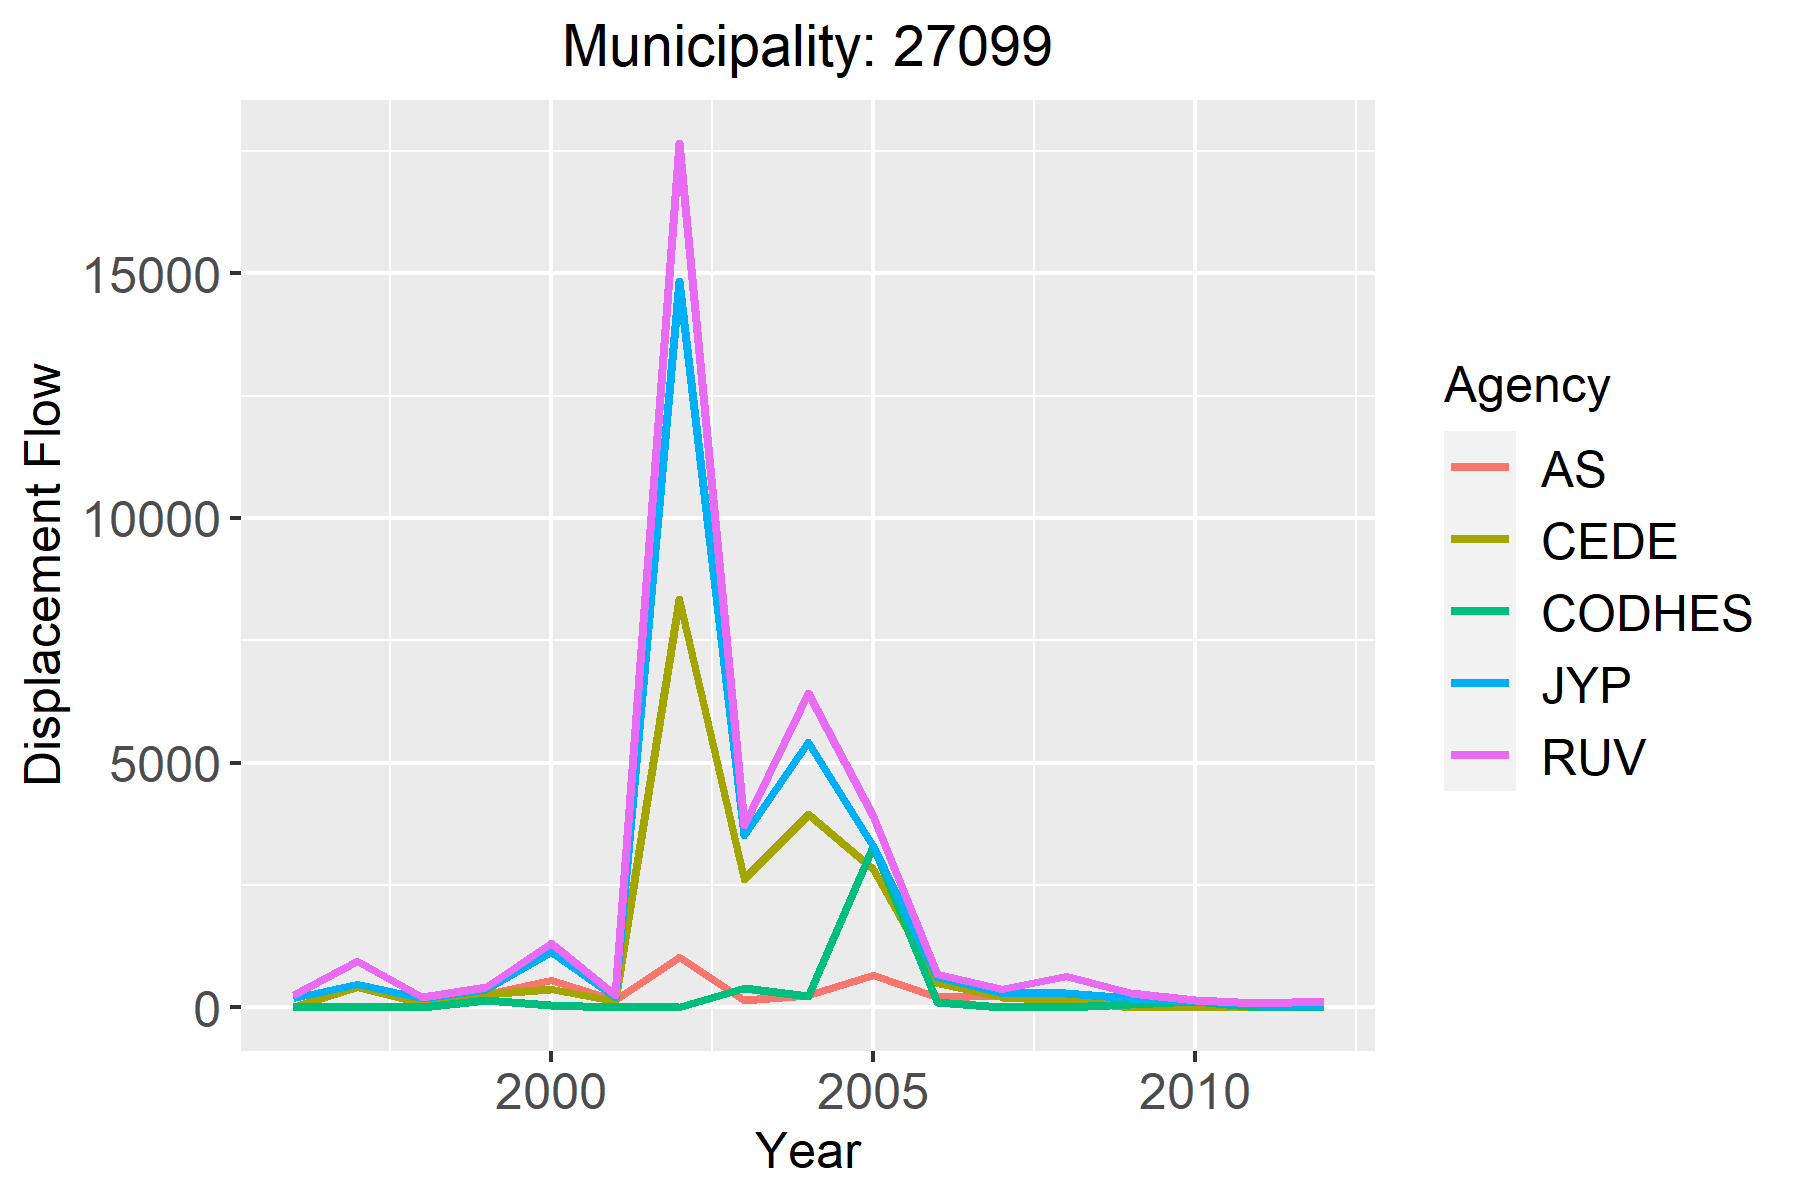 Municipality: 27099
Displacement Flow
15000
10000
5000
0
2000
2005
2010
Year
Agency
AS
CEDE
CODHES
JYP
RUV